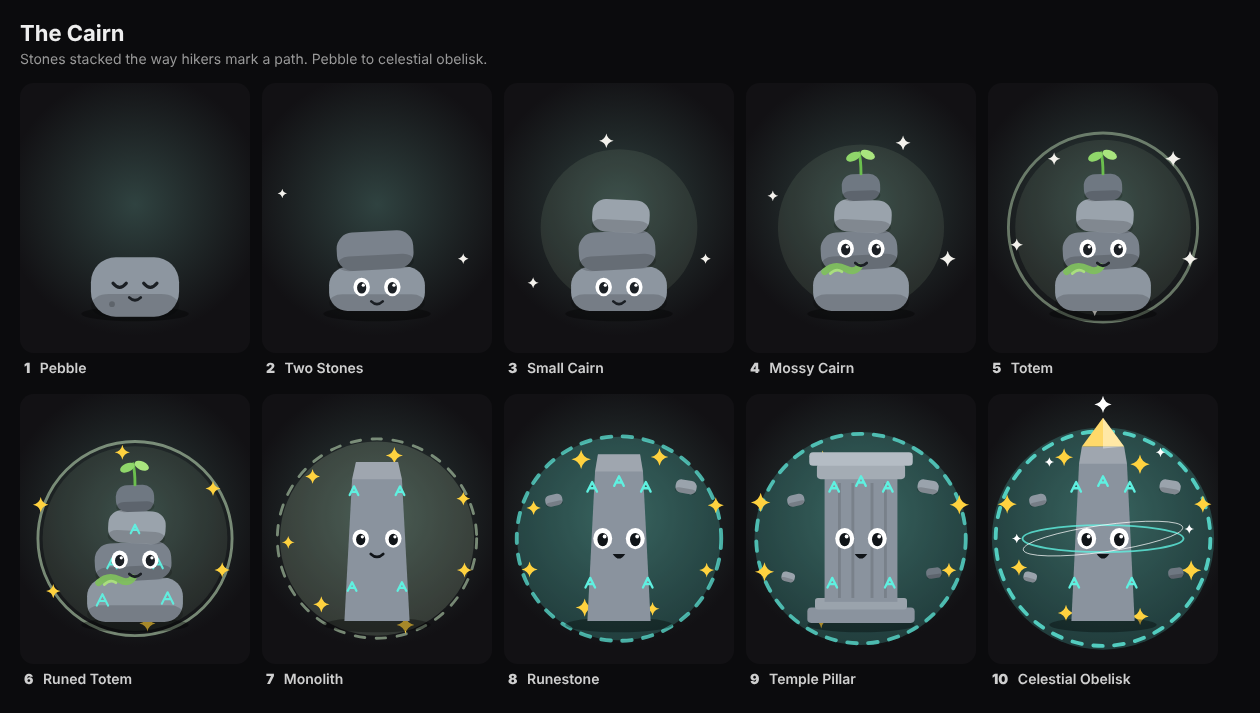 The Cairn
Stones stacked the way hikers mark a path. Pebble to celestial obelisk.
1 Pebble
2 Two Stones
3 Small Cairn
4 Mossy Cairn
5 Totem
6 Runed Totem
7 Monolith
8 Runestone
9 Temple Pillar
10 Celestial Obelisk